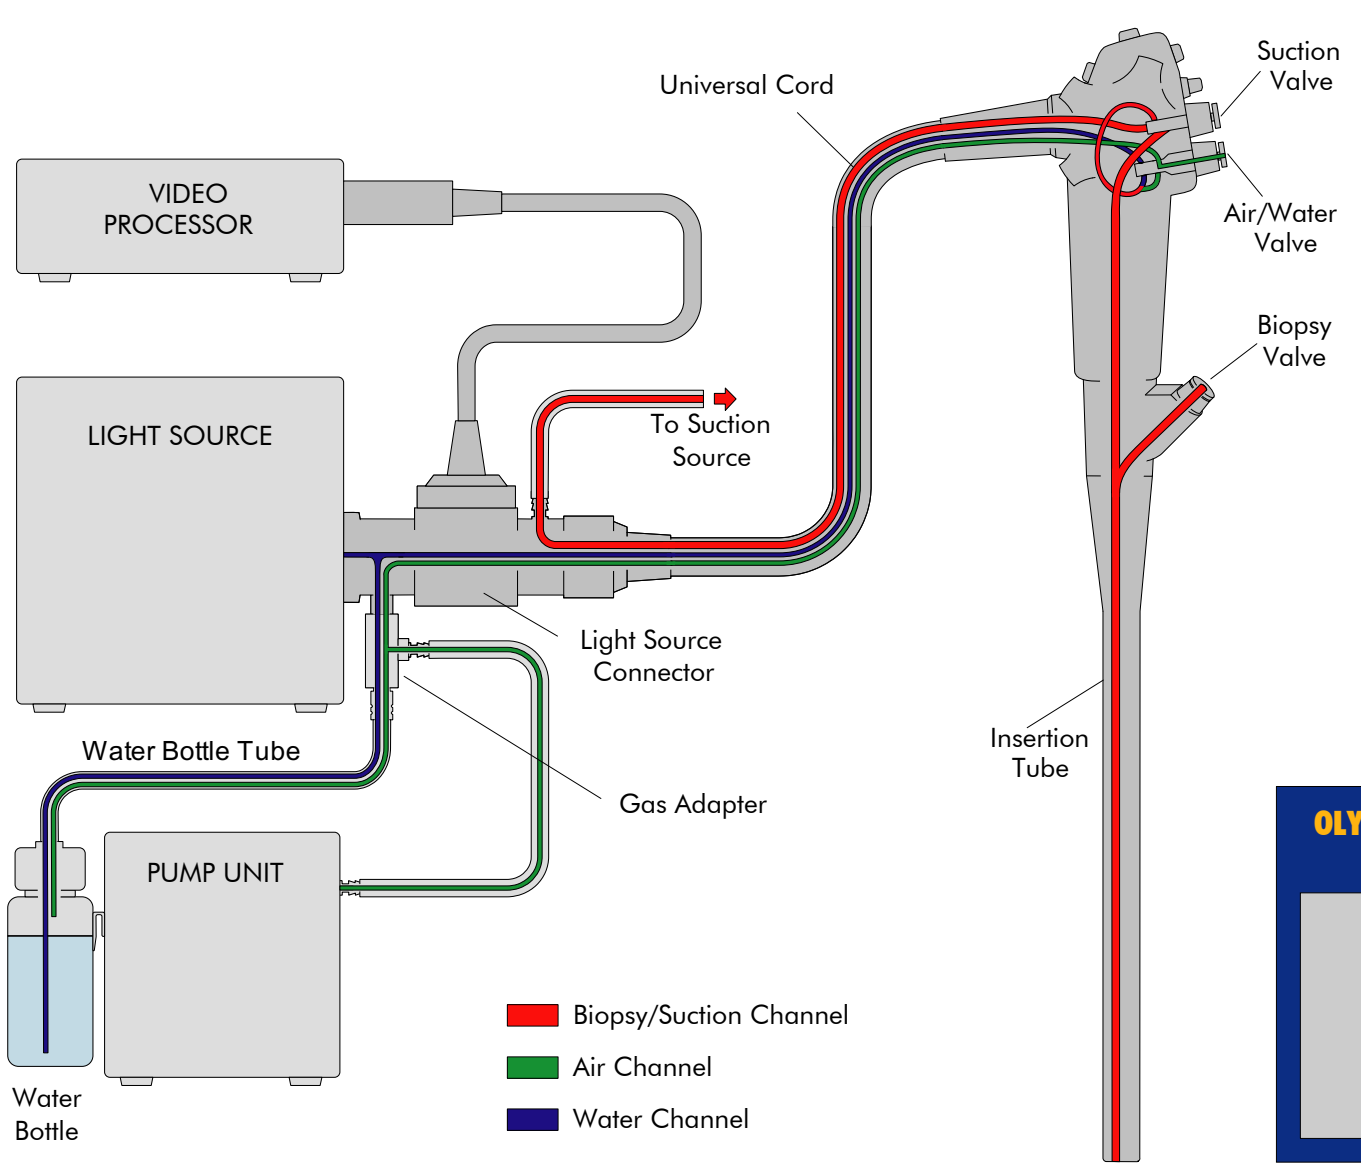 Suction
Valve
Universal Cord
VIDEO
PROCESSOR
Air/Water
Valve
Biopsy
Valve
To Suction
Source
LIGHT SOURCE
Light Source
Connector
Insertion
Tube
Water Bottle Tube
Gas Adapter
OLY
PUMP UNIT
Biopsy/Suction Channel
Air Channel
Water Channel
Water
Bottle